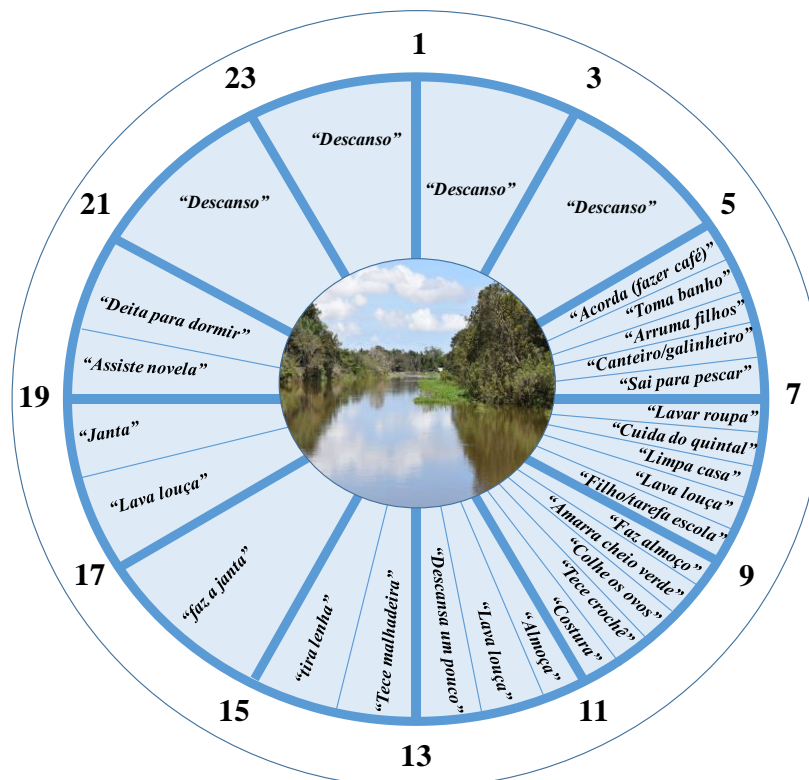 1
3
5
7
9
11
13
15
17
19
21
23
“Descanso”
“Descanso”
“Acorda (fazer café)”
“Toma banho”
“Arruma filhos”
“Canteiro/galinheiro”
“Sai para pescar”
“Lavar roupa”
“Cuida do quintal”
“Limpa casa”
“Lava louça”
“Filho/tarefa escola”
“Faz almoço”
“Amarra cheio verde”
“Colhe os ovos”
“Tece crochê”
“Costura”
“Almoça”
“Lava louça”
“Descansa um pouco”
“Tece malhadeira”
“tira lenha”
“faz a janta”
“Lava louça”
“Janta”
“Assiste novela”
“Deita para dormir”
“Descanso”
“Descanso”